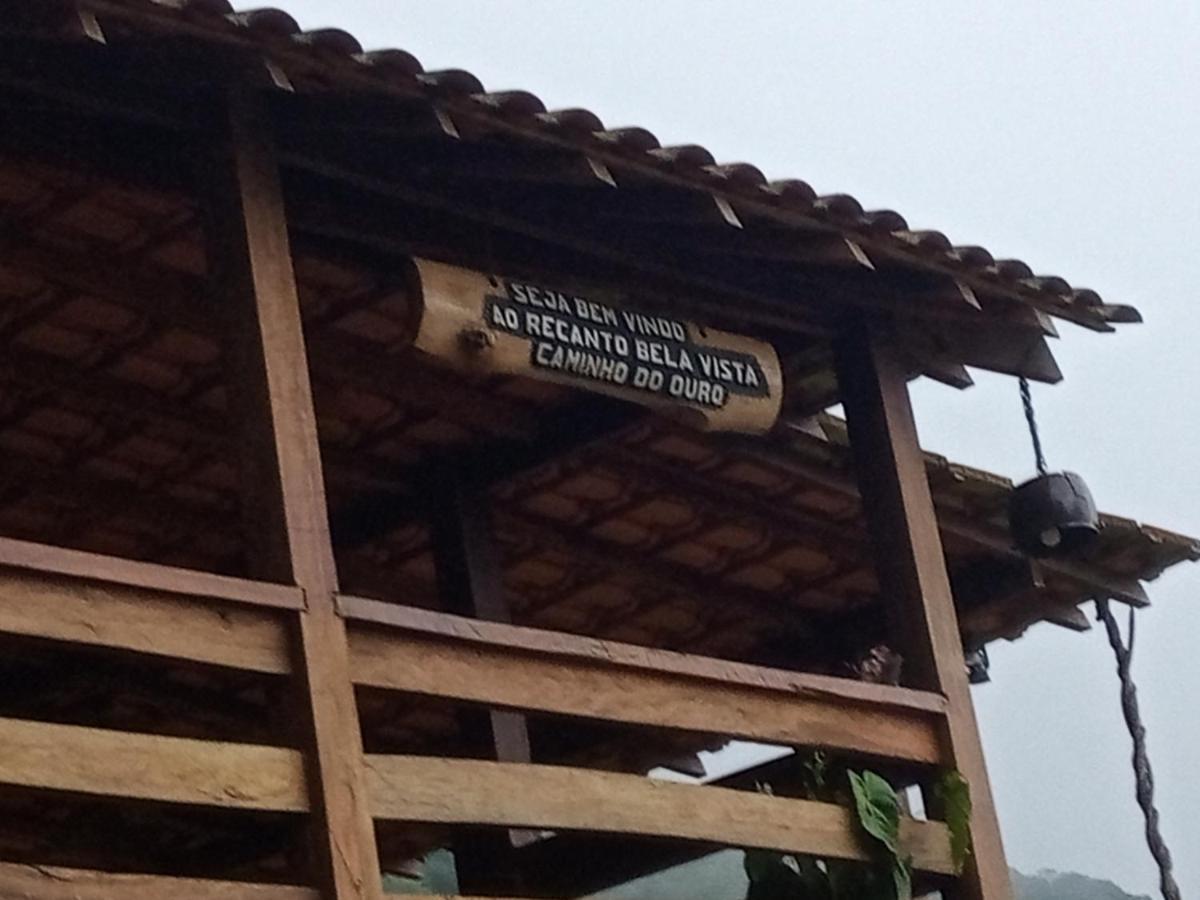 SEJA BEM VINDO
AO RECANTO BELA VISTA
CAMINHO DO OURO